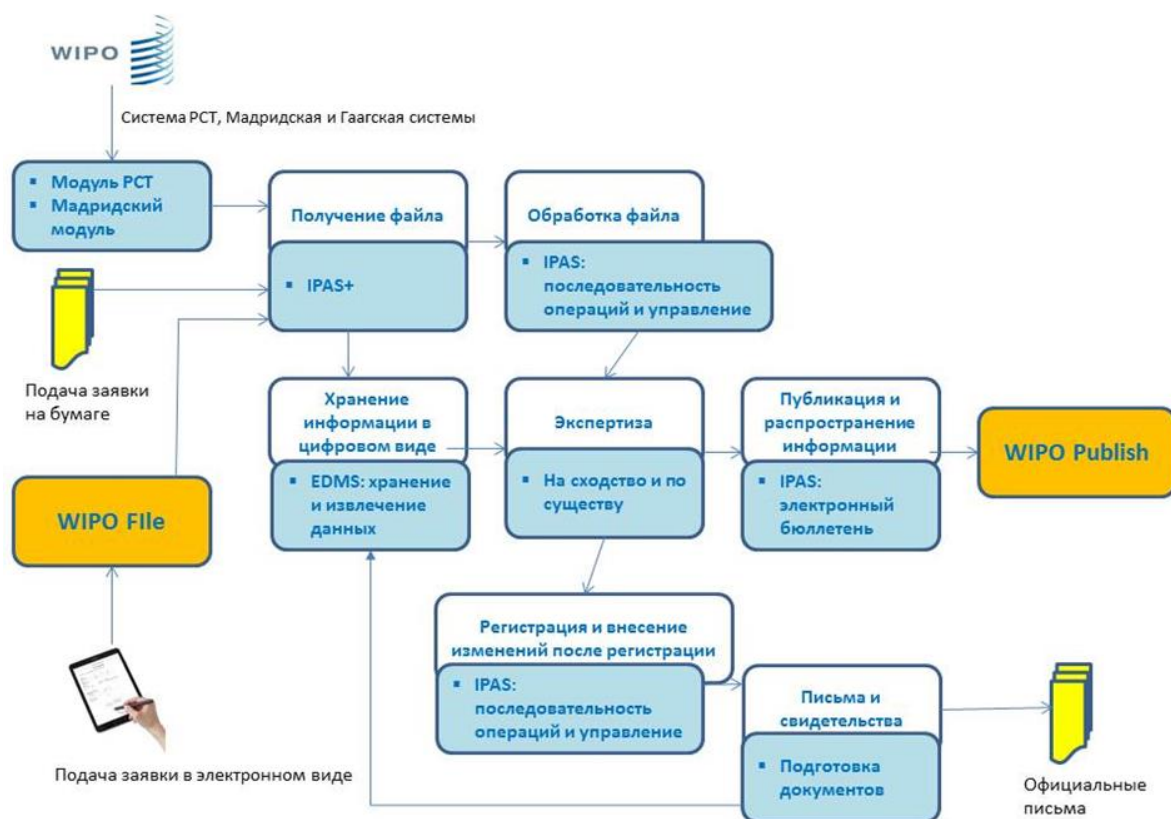 WIPO
Система РСТ, Мадридская и Гаагская системы
▪ Модуль РСТ
▪ Мадридский
модуль
Получение файла
▪ IPAS+
Обработка файла
▪ IPAS:
последовательность
операций и управление
Подача заявки
на бумаге
Хранение
информации в
цифровом виде
▪ EDMS: хранение
и извлечение
данных
Экспертиза
▪ На сходство и по
существу
Публикация и
распространение
информации
▪ IPAS:
электронный
бюллетень
WIPO Publish
WIPO FIle
Регистрация и внесение
изменений после регистрации
▪ IPAS:
последовательность
операций и управление
Письма и
свидетельства
▪ Подготовка
документов
Подача заявки в электронном виде
Официальные
письма